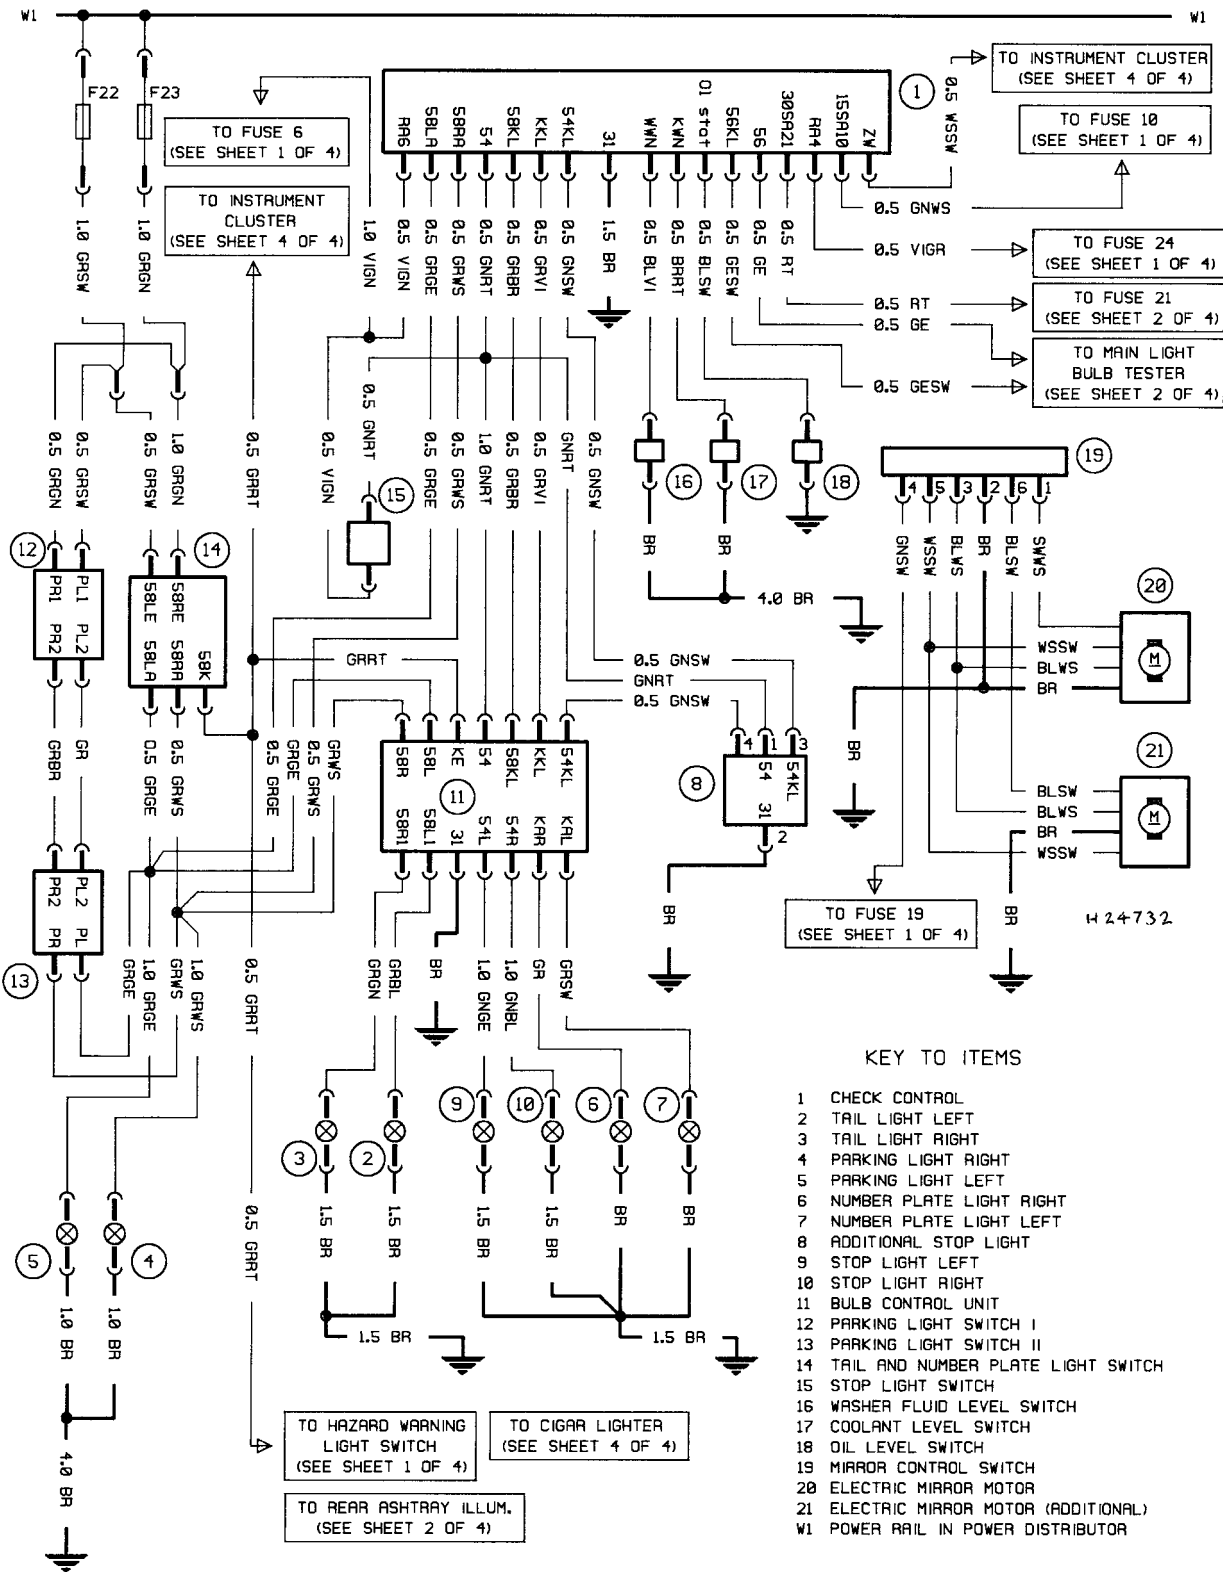 W1
W1
F22
F23
TO FUSE 6
(SEE SHEET 1 OF 4)
TO INSTRUMENT
CLUSTER
(SEE SHEET 4 OF 4)
1
TO INSTRUMENT CLUSTER
(SEE SHEET 4 OF 4)
TO FUSE 10
(SEE SHEET 1 OF 4)
RA6
58LA
58RA
54
58KL
KKL
54KL
31
WWN
KWN
01 stat
56KL
56
30SA21
RA4
15SA10
ZW
0.5 WSSW
0.5 GNWS
TO FUSE 24
(SEE SHEET 1 OF 4)
0.5 VIGR
TO FUSE 21
(SEE SHEET 2 OF 4)
0.5 RT
0.5 GE
TO MAIN LIGHT
BULB TESTER
(SEE SHEET 2 OF 4)
0.5 GESW
1.0 GRSW
1.0 GRGN
1.0 VIGN
0.5 VIGN
0.5 GRGE
0.5 GRWS
0.5 GNRT
0.5 GRBR
0.5 GRVI
0.5 GNSW
1.5 BR
0.5 BLVI
0.5 BRRT
0.5 BLSW
0.5 GESW
0.5 GE
0.5 RT
0.5 GRGN
0.5 GRSW
0.5 GRSW
1.0 GRGN
0.5 GRRT
0.5 VIGN
0.5 GNRT
0.5 GRGE
0.5 GRWS
1.0 GNRT
0.5 GRBR
0.5 GRVI
GNRT
0.5 GNSW
15
16
17
18
19
4
5
3
2
6
1
12
14
PR1
PL1
PR2
PL2
58LE
58RE
58LA
58RA
58K
BR
BR
4.0 BR
GNSW
WSSW
BLWS
BR
BLSW
SWWS
20
WSSW
BLWS
BR
M
GRRT
0.5 GNSW
GNRT
0.5 GNSW
GRBR
GR
0.5 GRGE
0.5 GRWS
0.5 GRGE
GRGE
0.5 GRWS
GRWS
58R
58L
KE
54
58KL
KKL
54KL
11
58R1
58L1
31
54L
54R
KAR
KAL
4
1
3
8
54
54KL
31
2
BR
21
BLSW
BLWS
BR
WSSW
M
PR2
PL2
PR
PL
13
GRGE
1.0 GRGE
GRWS
1.0 GRWS
0.5 GRRT
GRGN
GRBL
BR
1.0 GNGE
1.0 GNBL
GR
GRSW
BR
TO FUSE 19
(SEE SHEET 1 OF 4)
BR
H24732
3
2
9
10
6
7
5
4
1.0 BR
1.0 BR
0.5 GRRT
1.5 BR
1.5 BR
1.5 BR
BR
BR
1.5 BR
1.5 BR
4.0 BR
TO HAZARD WARNING
LIGHT SWITCH
(SEE SHEET 1 OF 4)
TO CIGAR LIGHTER
(SEE SHEET 4 OF 4)
TO REAR ASHTRAY ILLUM.
(SEE SHEET 2 OF 4)
KEY TO ITEMS
1 CHECK CONTROL
2 TAIL LIGHT LEFT
3 TAIL LIGHT RIGHT
4 PARKING LIGHT RIGHT
5 PARKING LIGHT LEFT
6 NUMBER PLATE LIGHT RIGHT
7 NUMBER PLATE LIGHT LEFT
8 ADDITIONAL STOP LIGHT
9 STOP LIGHT LEFT
10 STOP LIGHT RIGHT
11 BULB CONTROL UNIT
12 PARKING LIGHT SWITCH I
13 PARKING LIGHT SWITCH II
14 TAIL AND NUMBER PLATE LIGHT SWITCH
15 STOP LIGHT SWITCH
16 WASHER FLUID LEVEL SWITCH
17 COOLANT LEVEL SWITCH
18 OIL LEVEL SWITCH
19 MIRROR CONTROL SWITCH
20 ELECTRIC MIRROR MOTOR
21 ELECTRIC MIRROR MOTOR (ADDITIONAL)
W1 POWER RAIL IN POWER DISTRIBUTOR